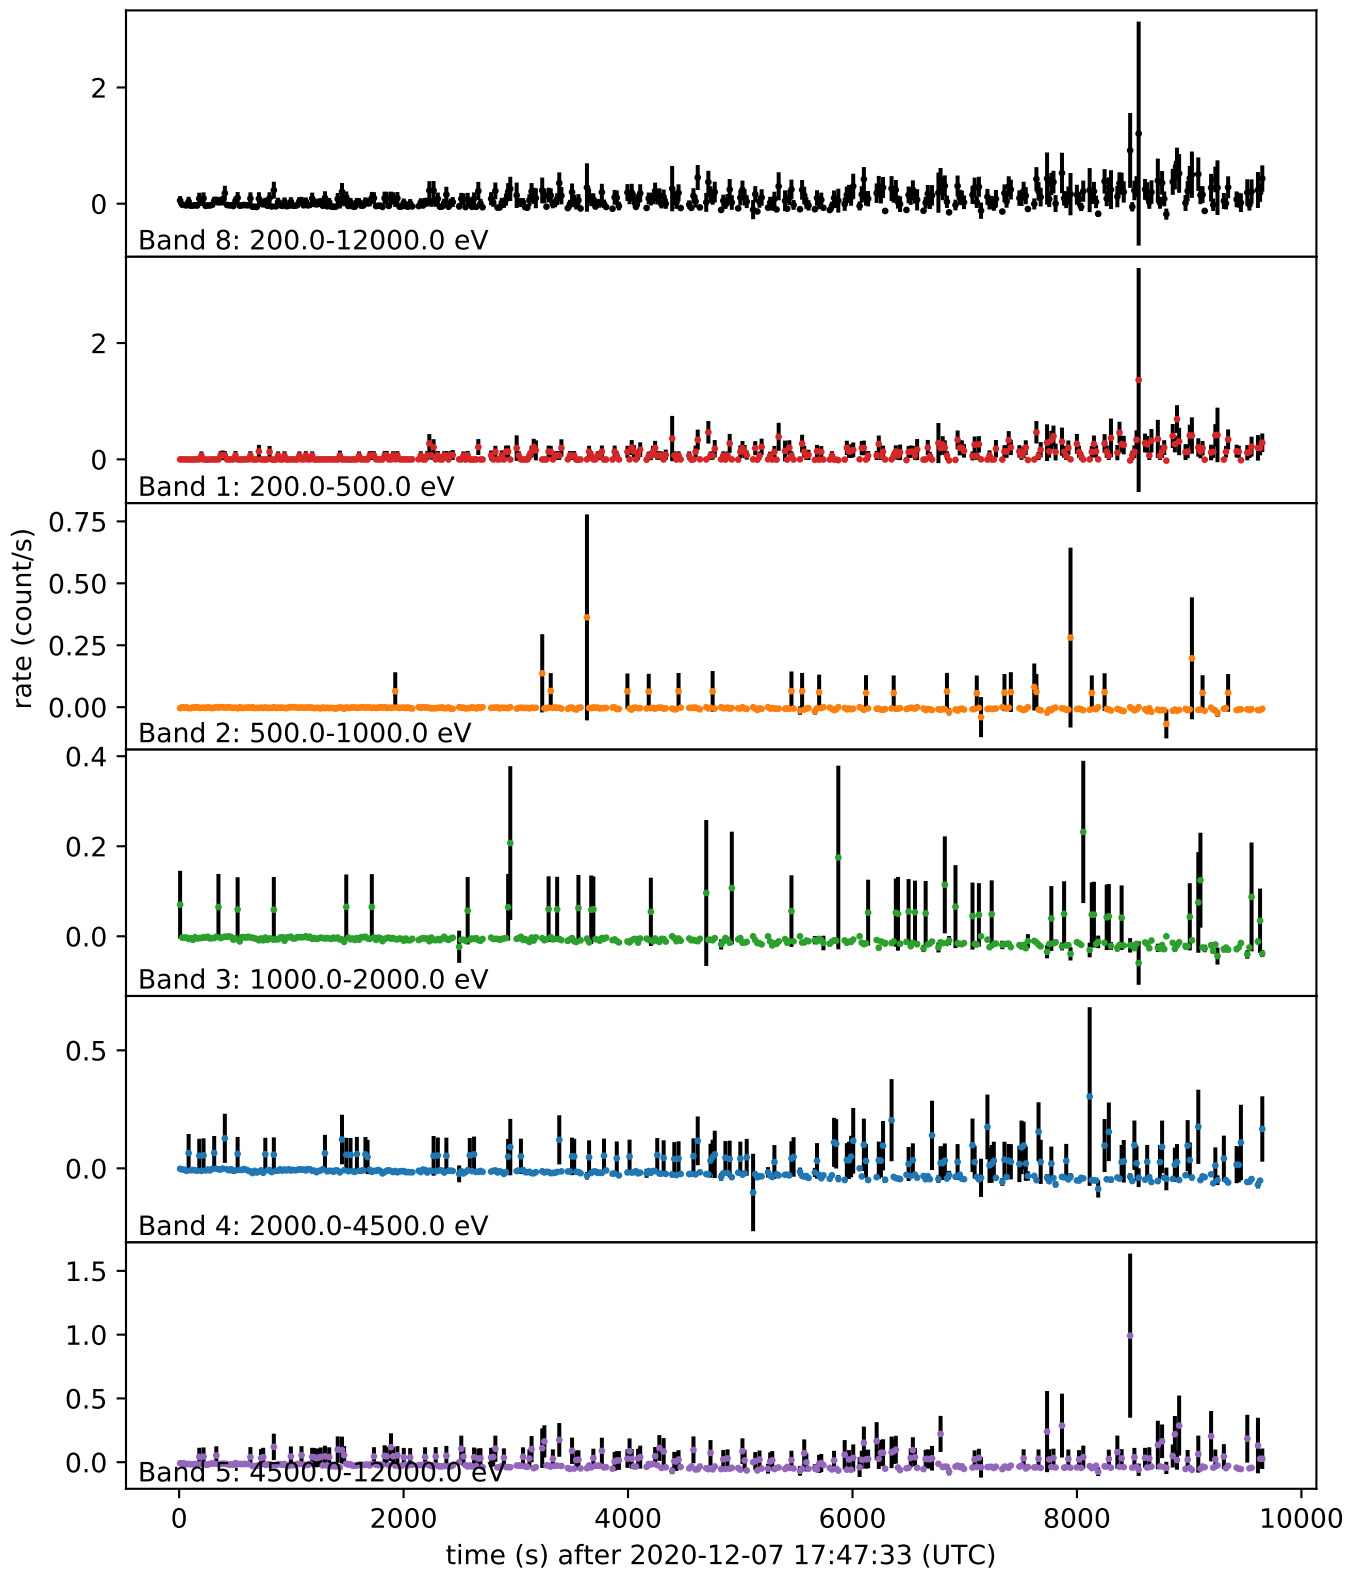 2
0
Band 8: 200.0-12000.0 eV
2
0
Band 1: 200.0-500.0 eV
rate (count/s)
0.75
0.50
0.25
0.00
Band 2: 500.0-1000.0 eV
0.4
0.2
0.0
Band 3: 1000.0-2000.0 eV
0.5
0.0
Band 4: 2000.0-4500.0 eV
1.5
1.0
0.5
0.0
Band 5: 4500.0-12000.0 eV
0 2000 4000 6000 8000 10000
time (s) after 2020-12-07 17:47:33 (UTC)